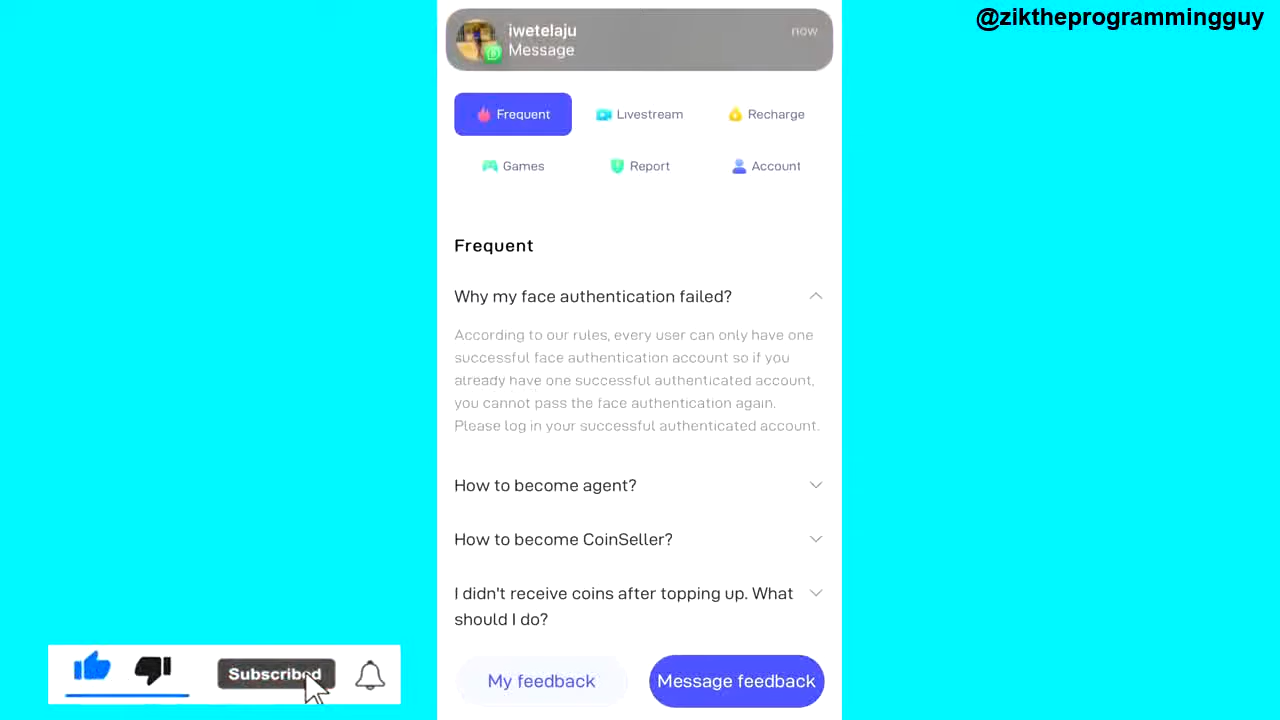 @ziktheprogrammingguy
iwetelaju
now
Message
Frequent
Livestream
Recharge
Games
Report
Account
Frequent
Why my face authentication failed?
According to our rules, every user can only have one
successful face authentication account so if you
already have one successful authenticated account,
you cannot pass the face authentication again.
Please log in your successful authenticated account.
How to become agent?
How to become CoinSeller?
I didn't receive coins after topping up. What
should I do?
My feedback
Message feedback
Subscribed